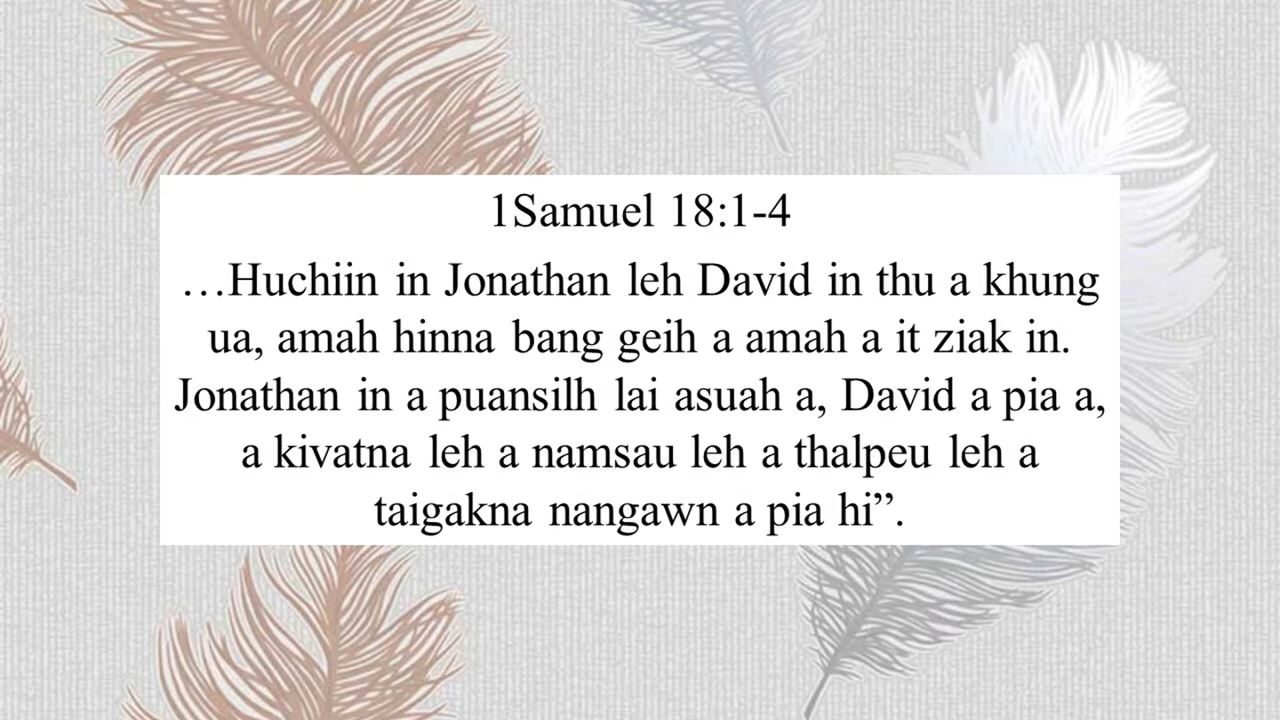 1Samuel 18:1-4
…Huchiin in Jonathan leh David in thu a khung
ua, amah hinna bang geih a amah a it ziak in.
Jonathan in a puansilh lai asuah a, David a pia a,
a kivatna leh a namsau leh a thalpeu leh a
taigakna nangawn a pia hi”.